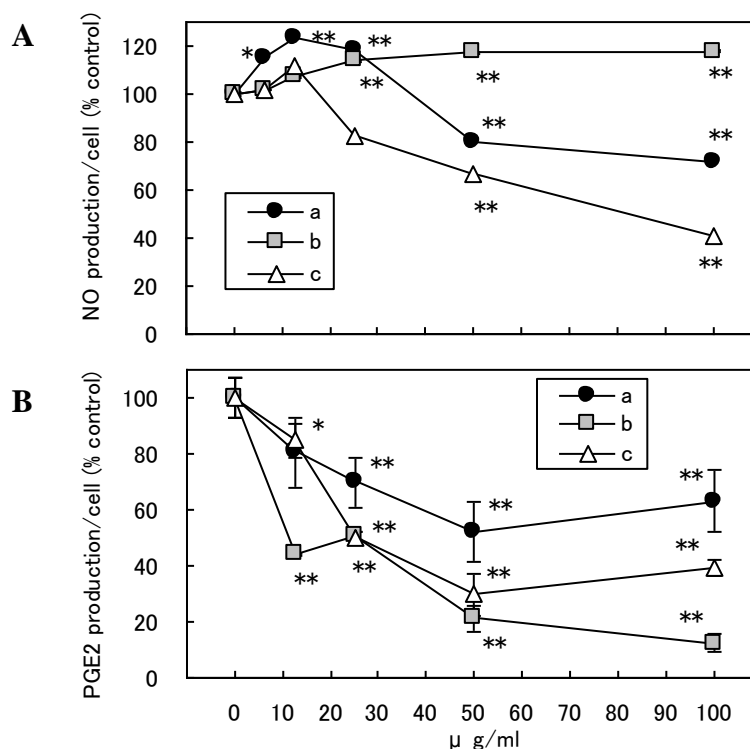 A
NO production/cell (% control)
120
100
80
60
40
20
0
* ** **
**
** **
** **
**
**
a
b
c
B
PGE2 production/cell (% control)
100
80
60
40
20
0
*
**
**
**
**
**
**
**
**
**
**
a
b
c
0 10 20 30 40 50 60 70 80 90 100
μ g/ml